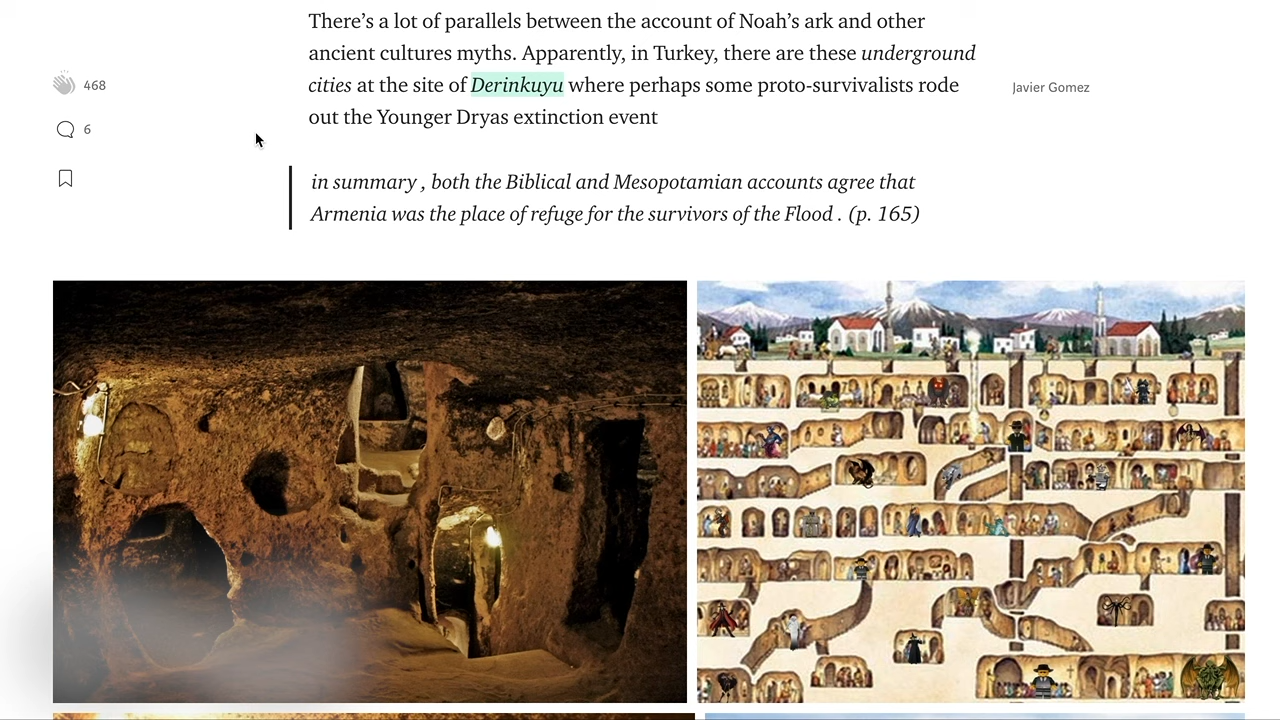 There’s a lot of parallels between the account of Noah’s ark and other
ancient cultures myths. Apparently, in Turkey, there are these underground
cities at the site of Derinkuyu where perhaps some proto-survivalists rode
out the Younger Dryas extinction event
468
Javier Gomez
6
in summary , both the Biblical and Mesopotamian accounts agree that
Armenia was the place of refuge for the survivors of the Flood . (p. 165)